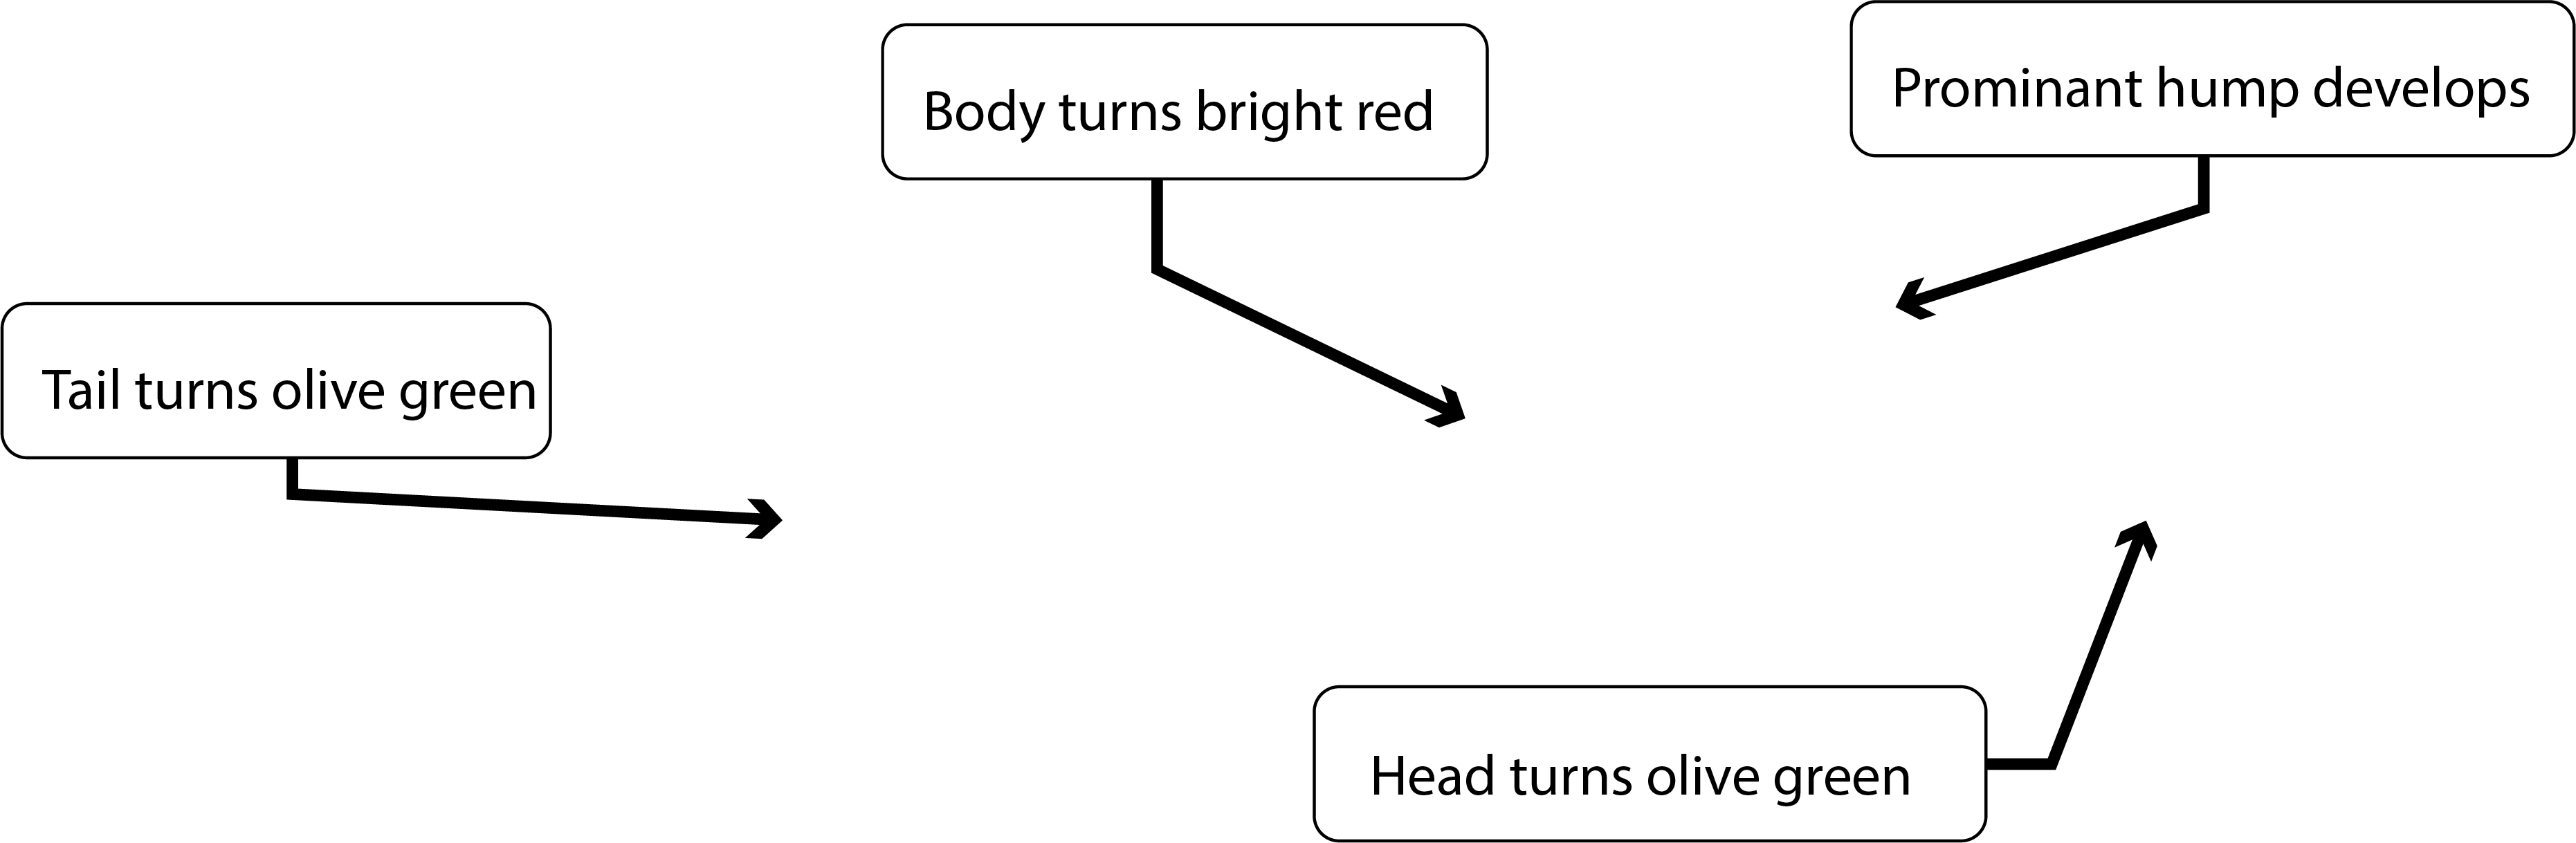 Prominant hump develops
Body turns bright red
Tail turns olive green
Head turns olive green